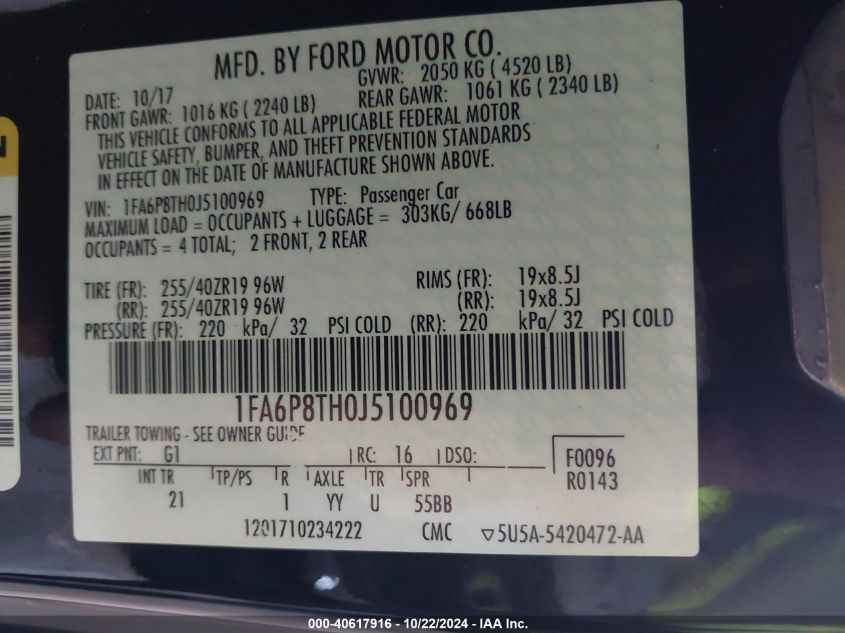 MFD. BY FORD MOTOR CO.
DATE: 10/17 GVWR: 2050 KG ( 4520 LB)
FRONT GAWR: 1016 KG ( 2240 LB) REAR GAWR: 1061 KG ( 2340 LB)
THIS VEHICLE CONFORMS TO ALL APPLICABLE FEDERAL MOTOR
VEHICLE SAFETY, BUMPER, AND THEFT PREVENTION STANDARDS
IN EFFECT ON THE DATE OF MANUFACTURE SHOWN ABOVE.
VIN: 1FA6P8TH0J5100969 TYPE: Passenger Car
MAXIMUM LOAD = OCCUPANTS + LUGGAGE = 303KG/ 668LB
OCCUPANTS = 4 TOTAL; 2 FRONT, 2 REAR
TIRE (FR): 255/40ZR19 96W RIMS (FR): 19x8.5J
(RR): 255/40ZR19 96W (RR): 19x8.5J
PRESSURE (FR): 220 kPa/ 32 PSI COLD (RR): 220 kPa/ 32 PSI COLD
1FA6P8TH0J5100969
TRAILER TOWING - SEE OWNER GUIDE
EXT PNT: G1 RC: 16 DSO: F0096
INT TR TP/PS R AXLE TR SPR R0143
21 1 YY U 55BB
1201710234222 CMC ▽5U5A-5420472-AA
000-40617916 - 10/22/2024 - IAA Inc.